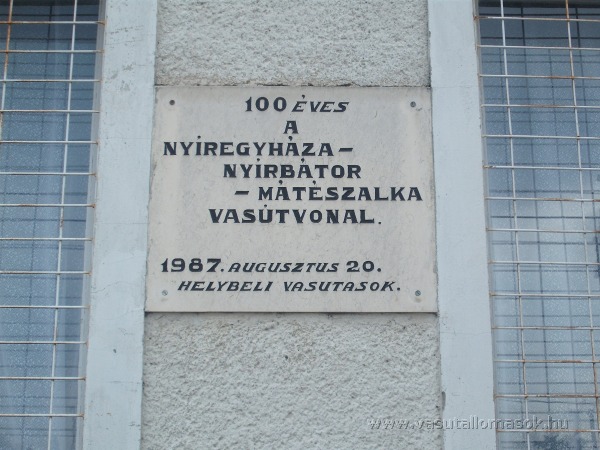 100 ÉVES
A
NYÍREGYHÁZA–
NYÍRBÁTOR
–MÁTÉSZALKA
VASÚTVONAL.
1987. AUGUSZTUS 20.
HELYBELI VASUTASOK.
www.vasutallomasok.hu